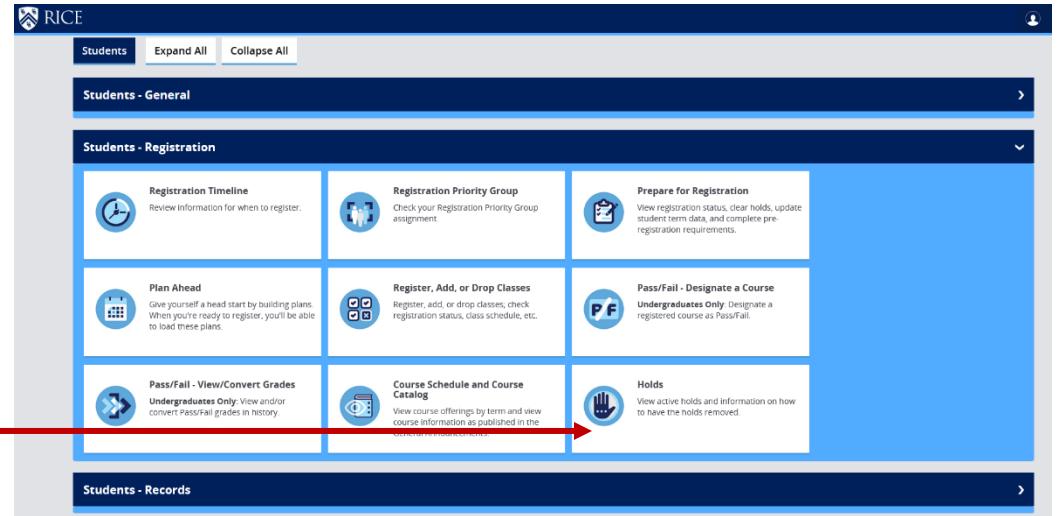 RICE
Students Expand All Collapse All
Students - General
Students - Registration
Registration Timeline
Review information for when to register.
Registration Priority Group
Check your Registration Priority Group
assignment
Prepare for Registration
View registration status, clear holds, update
student term data, and complete pre-
registration requirements.
Plan Ahead
Give yourself a head start by building plans.
When you're ready to register, you'll be able
to load these plans.
Register, Add, or Drop Classes
Register, add, or drop classes; check
registration status, class schedule, etc.
Pass/Fail - Designate a Course
Undergraduates Only: Designate a
registered course as Pass/Fail.
P/F
Pass/Fail - View/Convert Grades
Undergraduates Only: View and/or
convert Pass/Fail grades in history.
Course Schedule and Course
Catalog
View course offerings by term and view
course information as published in the
General Announcements.
Holds
View active holds and information on how
to have the holds removed.
Students - Records